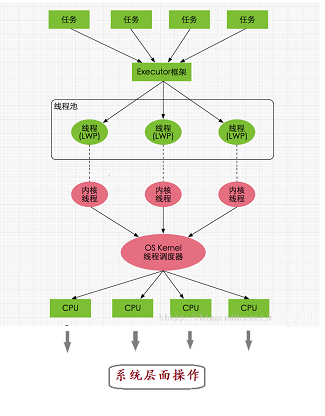 任务 任务 任务 任务
Executor框架
线程池
线程 线程 线程
(LWP) (LWP) (LWP)
内核 内核 内核
线程 线程 线程
OS Kernel
线程调度器
CPU CPU CPU CPU
系统层面操作